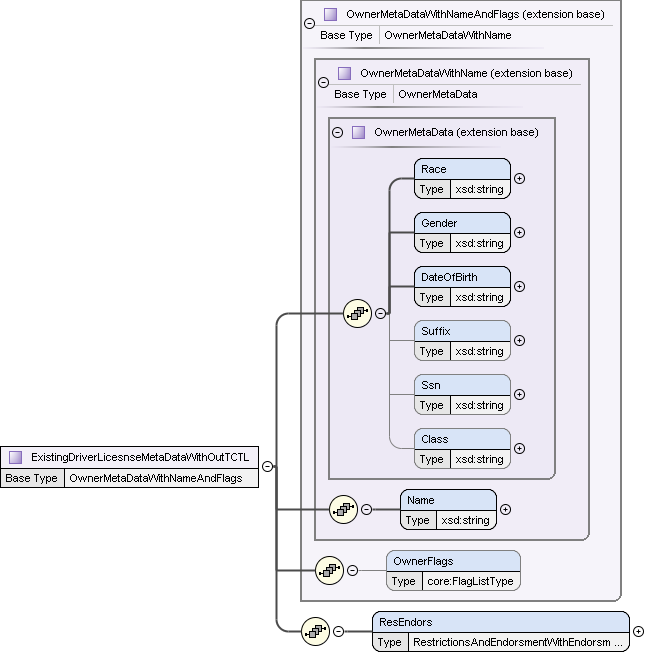 OwnerMetaDataWithNameAndFlags (extension base)
Base Type OwnerMetaDataWithName
OwnerMetaDataWithName (extension base)
Base Type OwnerMetaData
OwnerMetaData (extension base)
Race
Type xsd:string
Gender
Type xsd:string
DateOfBirth
Type xsd:string
Suffix
Type xsd:string
Ssn
Type xsd:string
Class
Type xsd:string
ExistingDriverLicesnseMetaDataWithOutTCTL
Base Type OwnerMetaDataWithNameAndFlags
Name
Type xsd:string
OwnerFlags
Type core:FlagListType
ResEndors
Type RestrictionsAndEndorsmentWithEndorsm ...